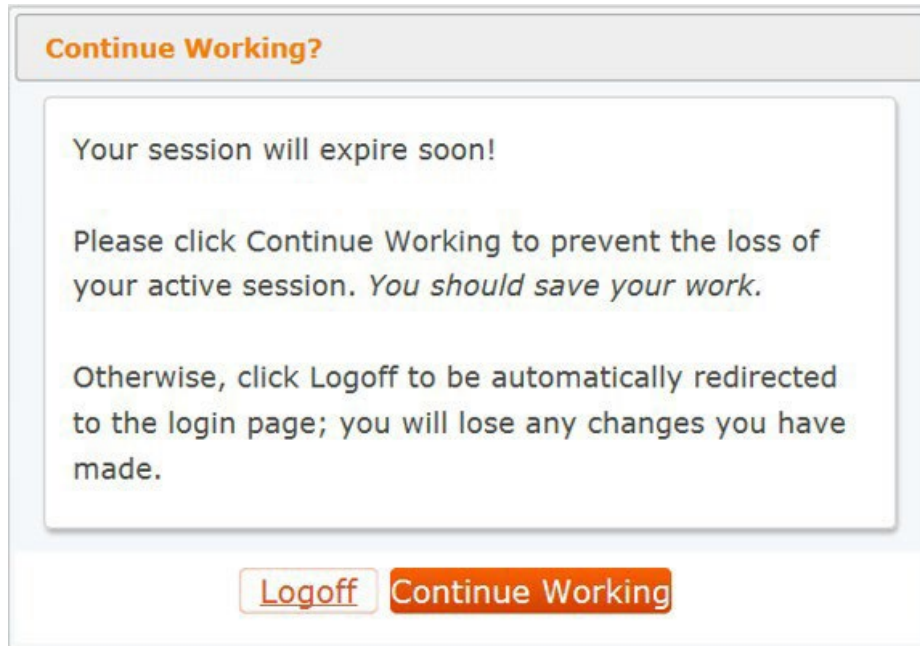 Continue Working?
Your session will expire soon!
Please click Continue Working to prevent the loss of
your active session. You should save your work.
Otherwise, click Logoff to be automatically redirected
to the login page; you will lose any changes you have
made.
Logoff Continue Working